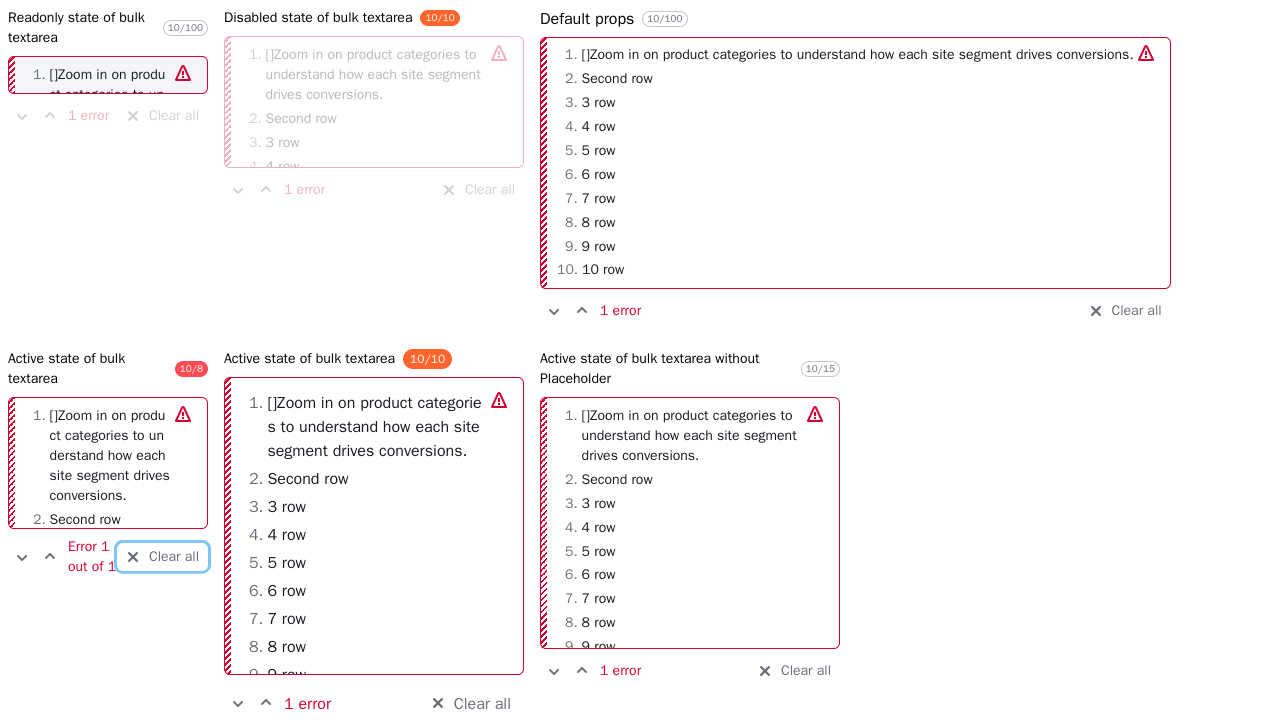 Readonly state of bulk
textarea
10/100
1. []Zoom in on produ
ct categories to un
1 error
Clear all
Disabled state of bulk textarea 10/10
1. []Zoom in on product categories to
understand how each site segment
drives conversions.
2. Second row
3. 3 row
4. 4 row
1 error
Clear all
Default props 10/100
1. []Zoom in on product categories to understand how each site segment drives conversions.
2. Second row
3. 3 row
4. 4 row
5. 5 row
6. 6 row
7. 7 row
8. 8 row
9. 9 row
10. 10 row
1 error
Clear all
Active state of bulk
textarea
10/8
1. []Zoom in on produ
ct categories to un
derstand how each
site segment drives
conversions.
2. Second row
Error 1
out of 1
Clear all
Active state of bulk textarea 10/10
1. []Zoom in on product categorie
s to understand how each site
segment drives conversions.
2. Second row
3. 3 row
4. 4 row
5. 5 row
6. 6 row
7. 7 row
8. 8 row
9. 9 row
1 error
Clear all
Active state of bulk textarea without
Placeholder
10/15
1. []Zoom in on product categories to
understand how each site segment
drives conversions.
2. Second row
3. 3 row
4. 4 row
5. 5 row
6. 6 row
7. 7 row
8. 8 row
9. 9 row
1 error
Clear all